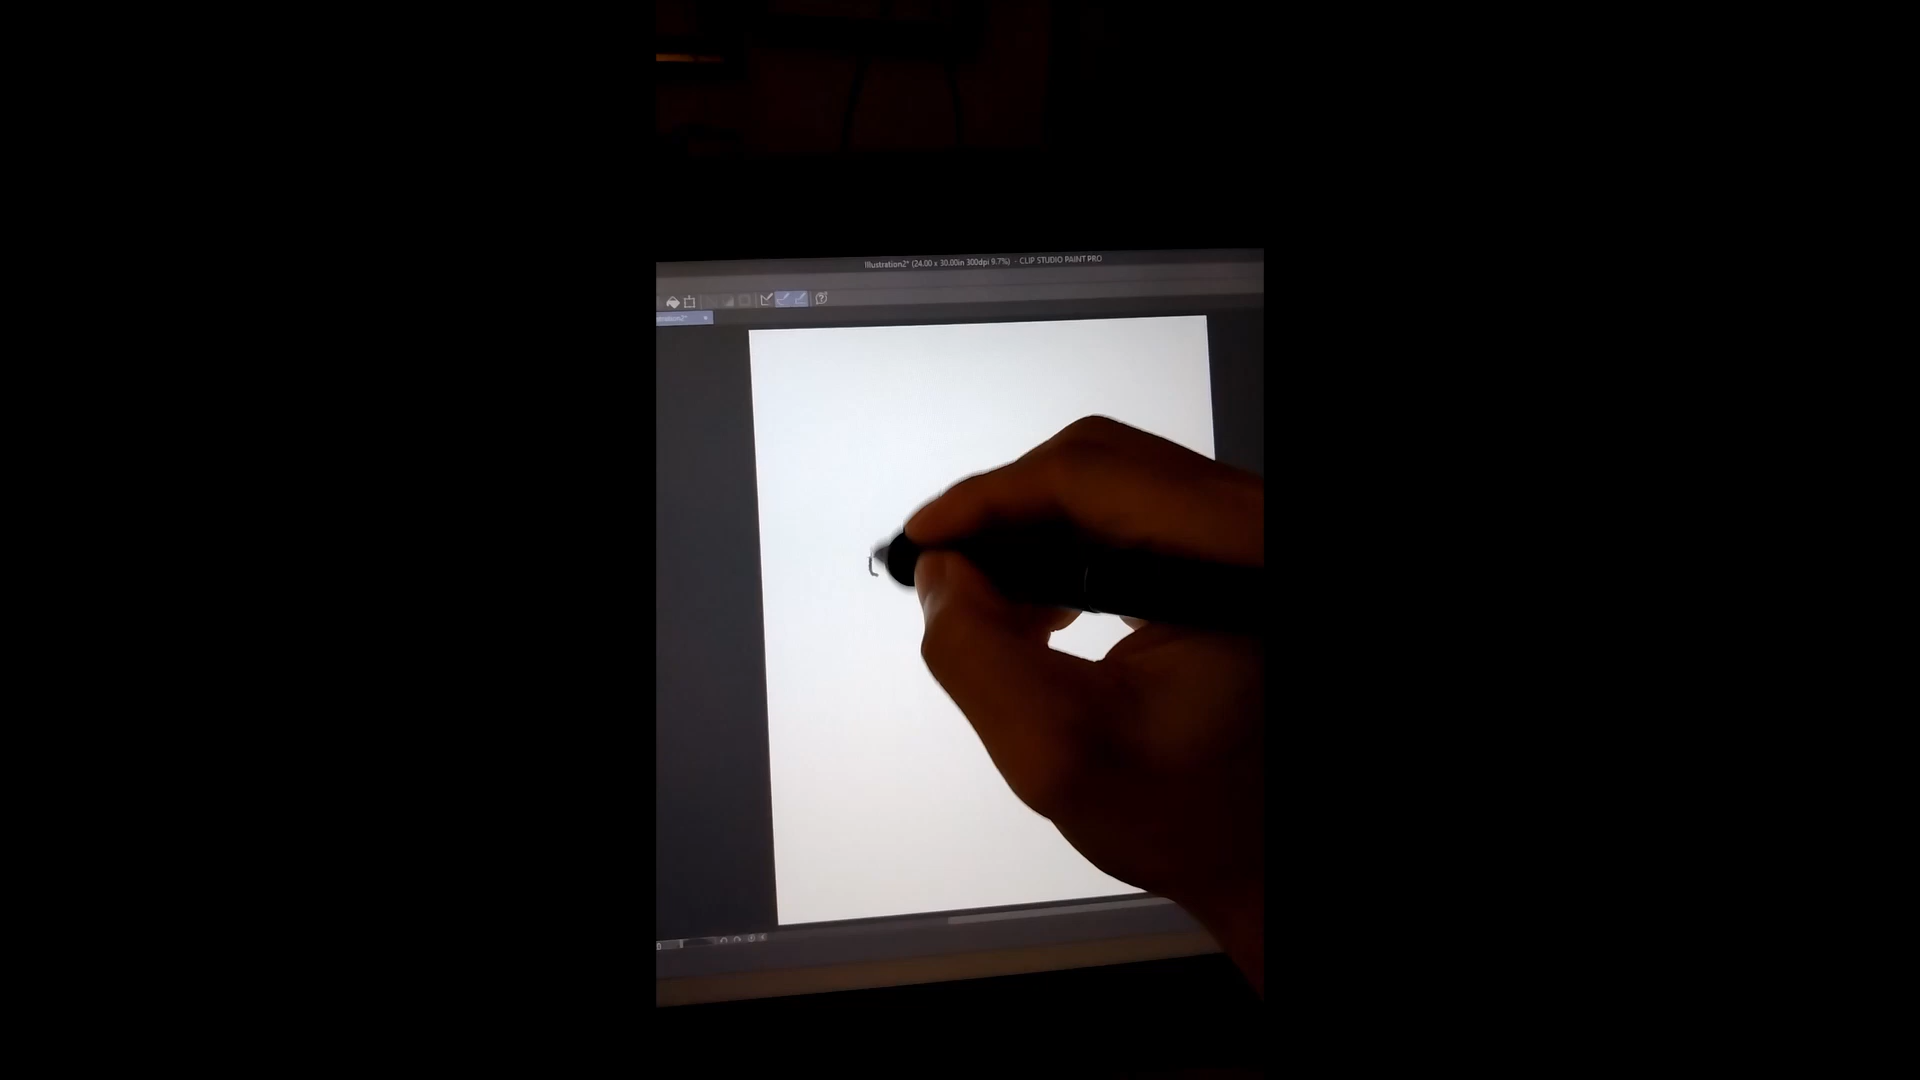 Illustration2* (24.00 x 30.00in 300dpi 9.7%) - CLIP STUDIO PAINT PRO